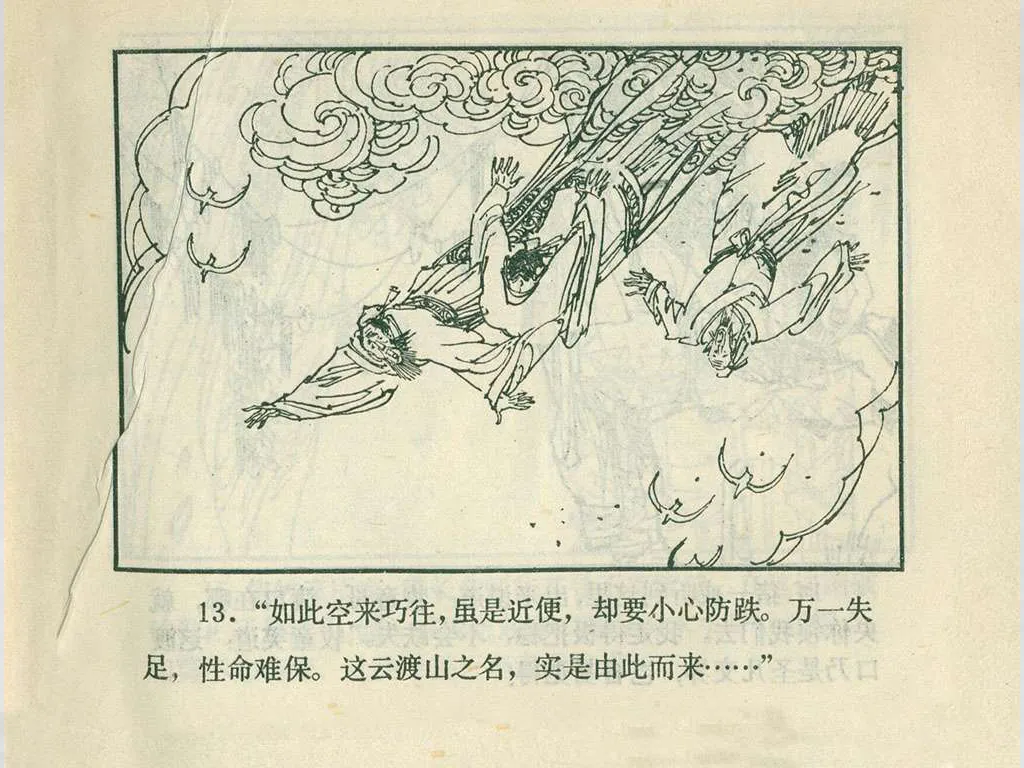 13. “如此空来巧往，虽是近便，却要小心防跌。万一失
足，性命难保。这云渡山之名，实是由此而来……”